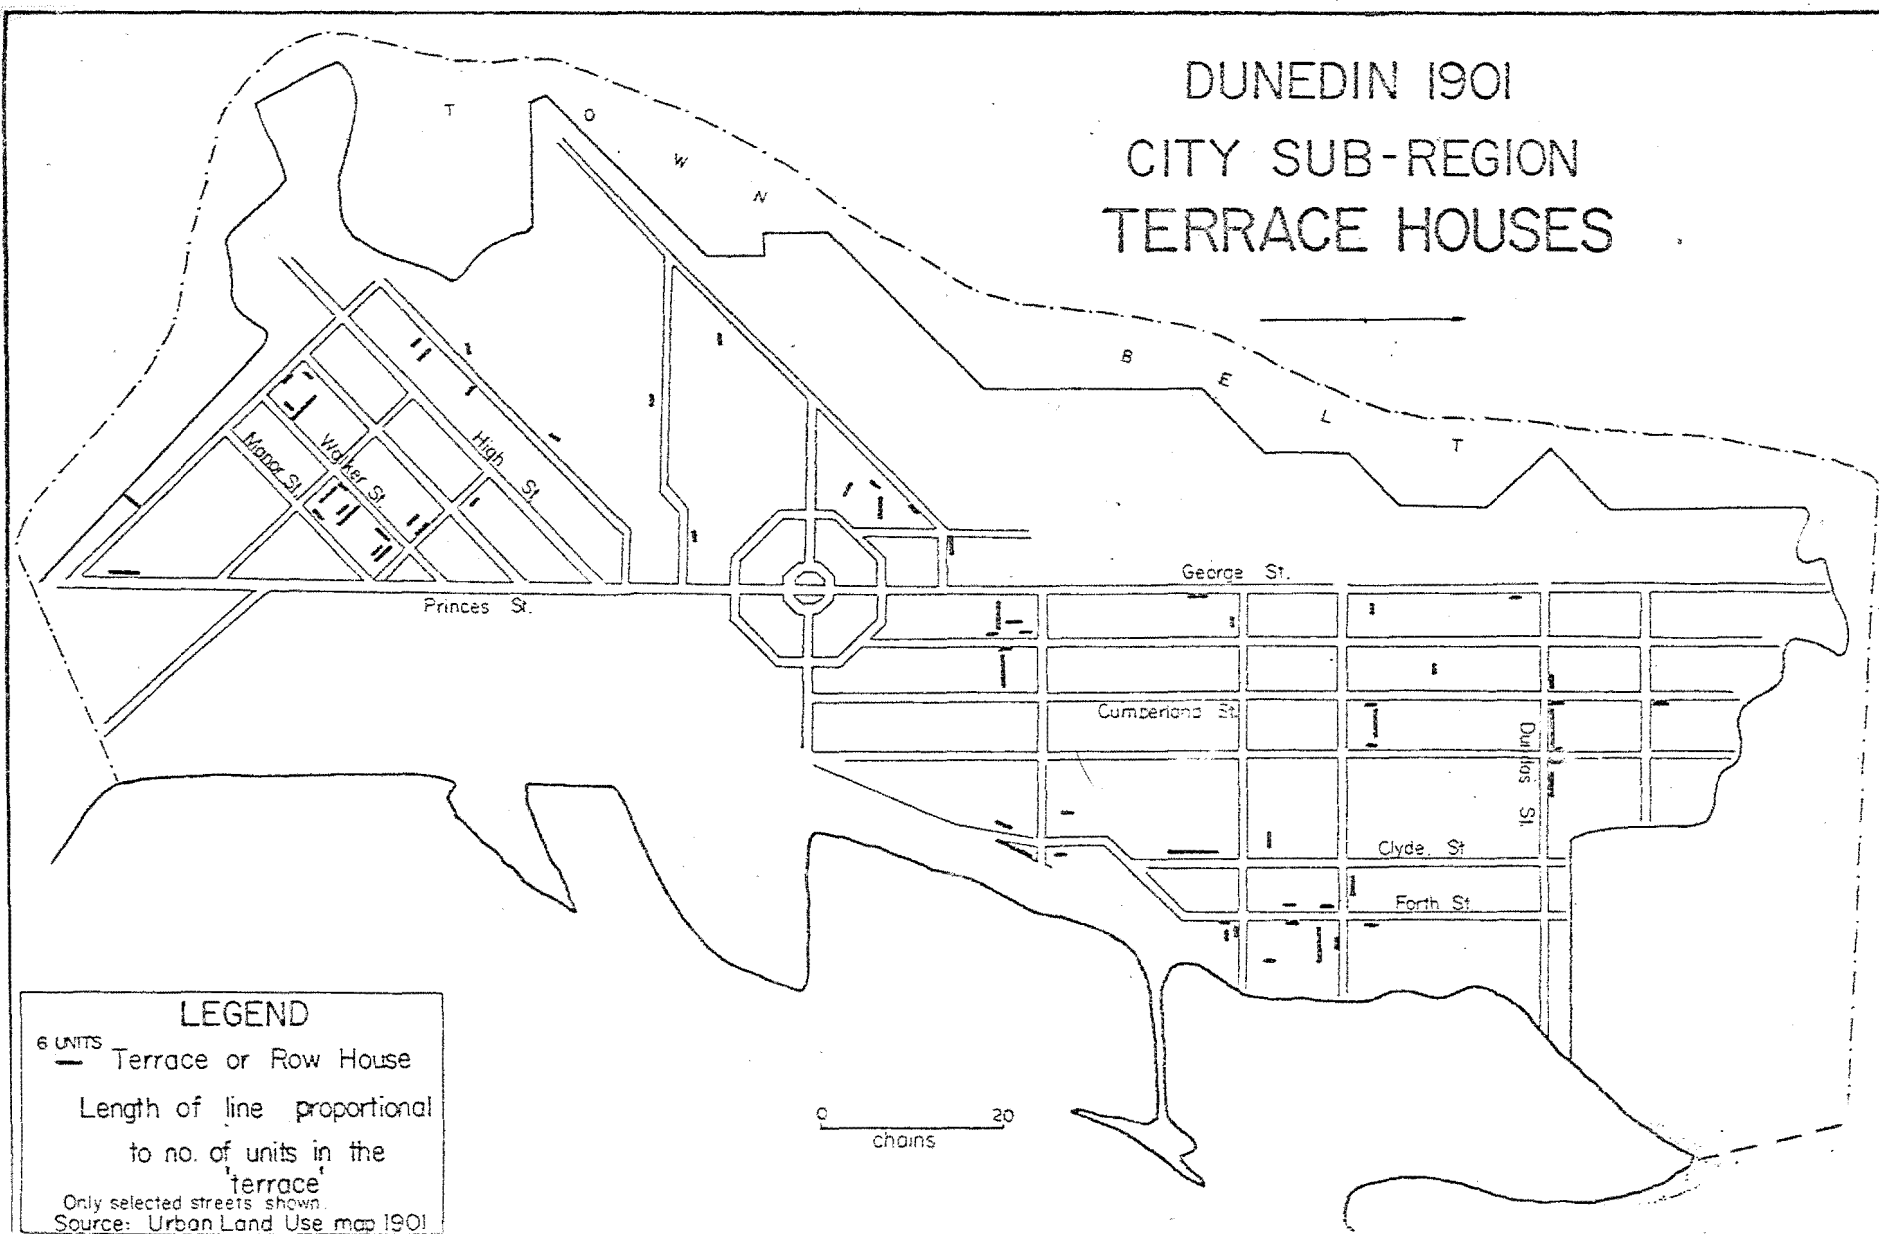 DUNEDIN 1901
CITY SUB-REGION
TERRACE HOUSES
TOWN
BELT
High St.
Walker St.
Manor St.
George St.
Princes St.
Cumberland St.
Dundas St.
Clyde. St
Forth St.
LEGEND
6 UNITS
Terrace or Row House
Length of line proportional
to no. of units in the
'terrace'
Only selected streets shown.
Source: Urban Land Use map 1901
0 20
chains